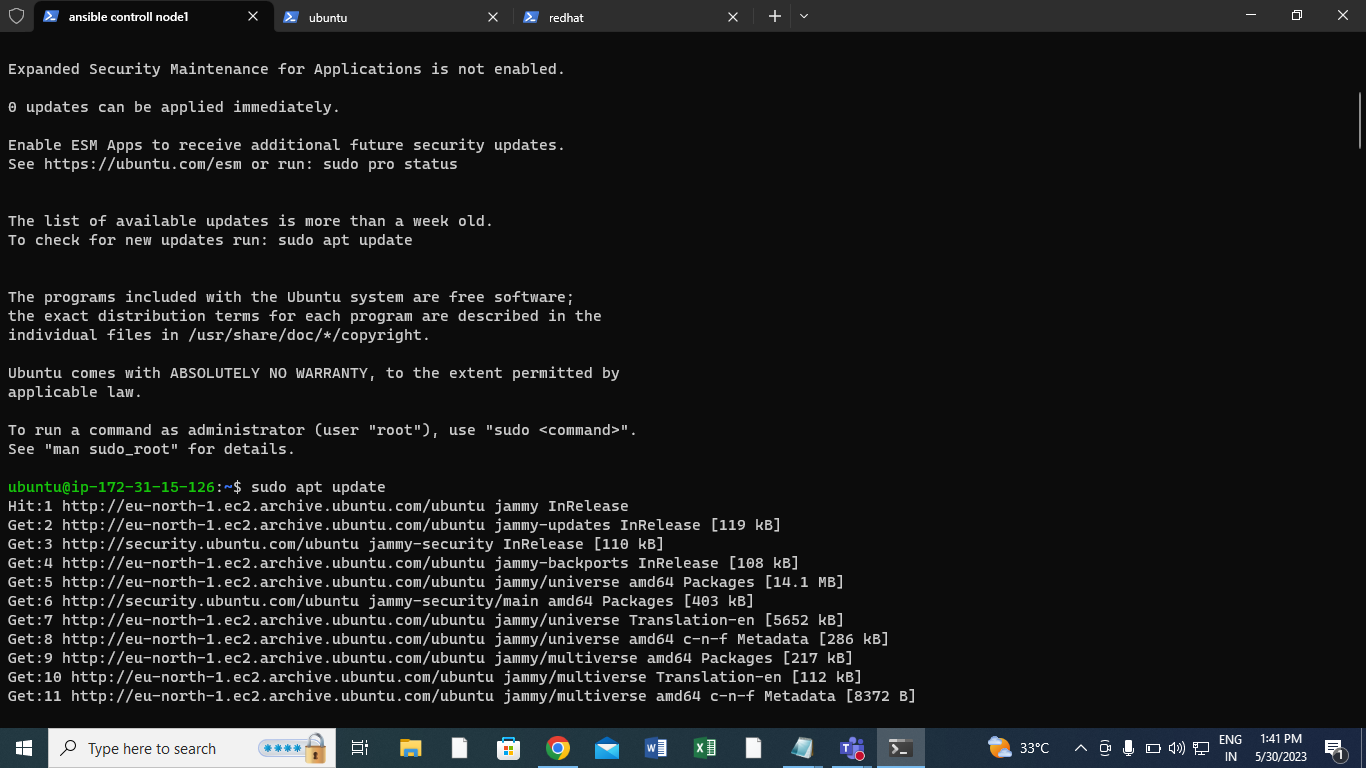 ansible controll node1
ubuntu
redhat
Expanded Security Maintenance for Applications is not enabled.
0 updates can be applied immediately.
Enable ESM Apps to receive additional future security updates.
See https://ubuntu.com/esm or run: sudo pro status
The list of available updates is more than a week old.
To check for new updates run: sudo apt update
The programs included with the Ubuntu system are free software;
the exact distribution terms for each program are described in the
individual files in /usr/share/doc/*/copyright.
Ubuntu comes with ABSOLUTELY NO WARRANTY, to the extent permitted by
applicable law.
To run a command as administrator (user "root"), use "sudo <command>".
See "man sudo_root" for details.
ubuntu@ip-172-31-15-126:~$ sudo apt update
Hit:1 http://eu-north-1.ec2.archive.ubuntu.com/ubuntu jammy InRelease
Get:2 http://eu-north-1.ec2.archive.ubuntu.com/ubuntu jammy-updates InRelease [119 kB]
Get:3 http://security.ubuntu.com/ubuntu jammy-security InRelease [110 kB]
Get:4 http://eu-north-1.ec2.archive.ubuntu.com/ubuntu jammy-backports InRelease [108 kB]
Get:5 http://eu-north-1.ec2.archive.ubuntu.com/ubuntu jammy/universe amd64 Packages [14.1 MB]
Get:6 http://security.ubuntu.com/ubuntu jammy-security/main amd64 Packages [403 kB]
Get:7 http://eu-north-1.ec2.archive.ubuntu.com/ubuntu jammy/universe Translation-en [5652 kB]
Get:8 http://eu-north-1.ec2.archive.ubuntu.com/ubuntu jammy/universe amd64 c-n-f Metadata [286 kB]
Get:9 http://eu-north-1.ec2.archive.ubuntu.com/ubuntu jammy/multiverse amd64 Packages [217 kB]
Get:10 http://eu-north-1.ec2.archive.ubuntu.com/ubuntu jammy/multiverse Translation-en [112 kB]
Get:11 http://eu-north-1.ec2.archive.ubuntu.com/ubuntu jammy/multiverse amd64 c-n-f Metadata [8372 B]
Type here to search
33°C
ENG
IN
1:41 PM
5/30/2023
1